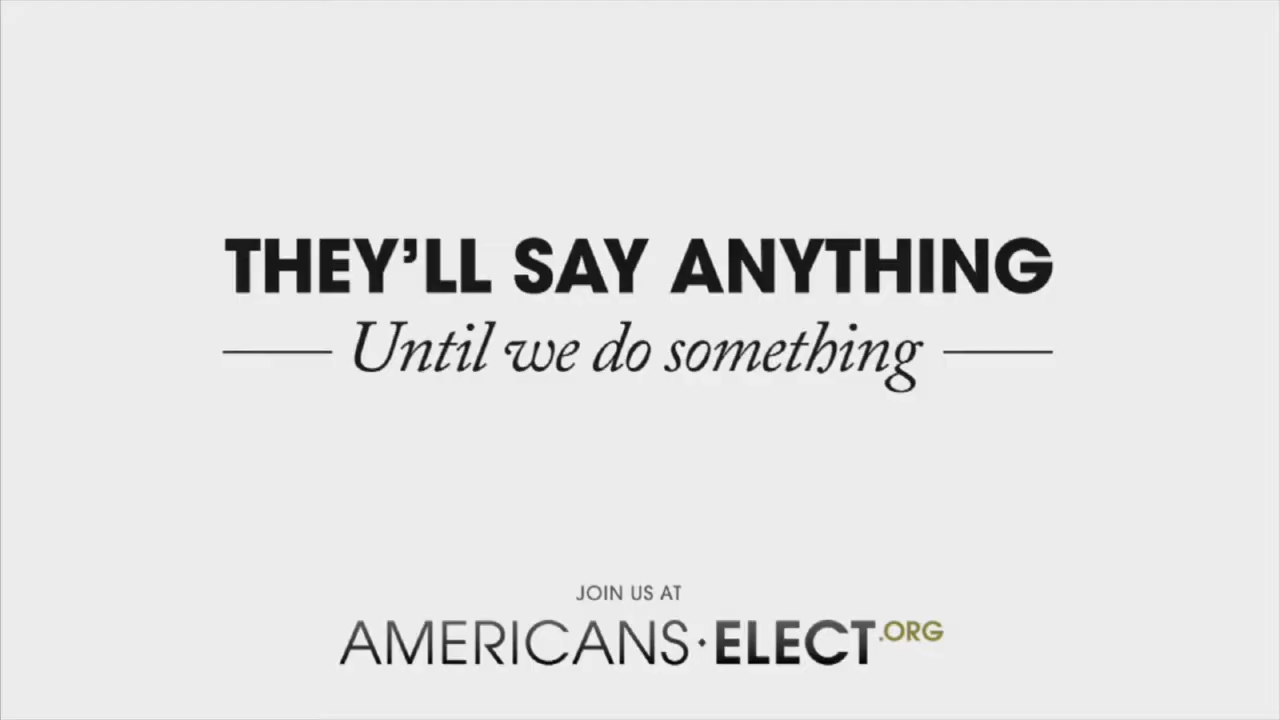 THEY'LL SAY ANYTHING
Until we do something
JOIN US AT
AMERICANS·ELECT.ORG